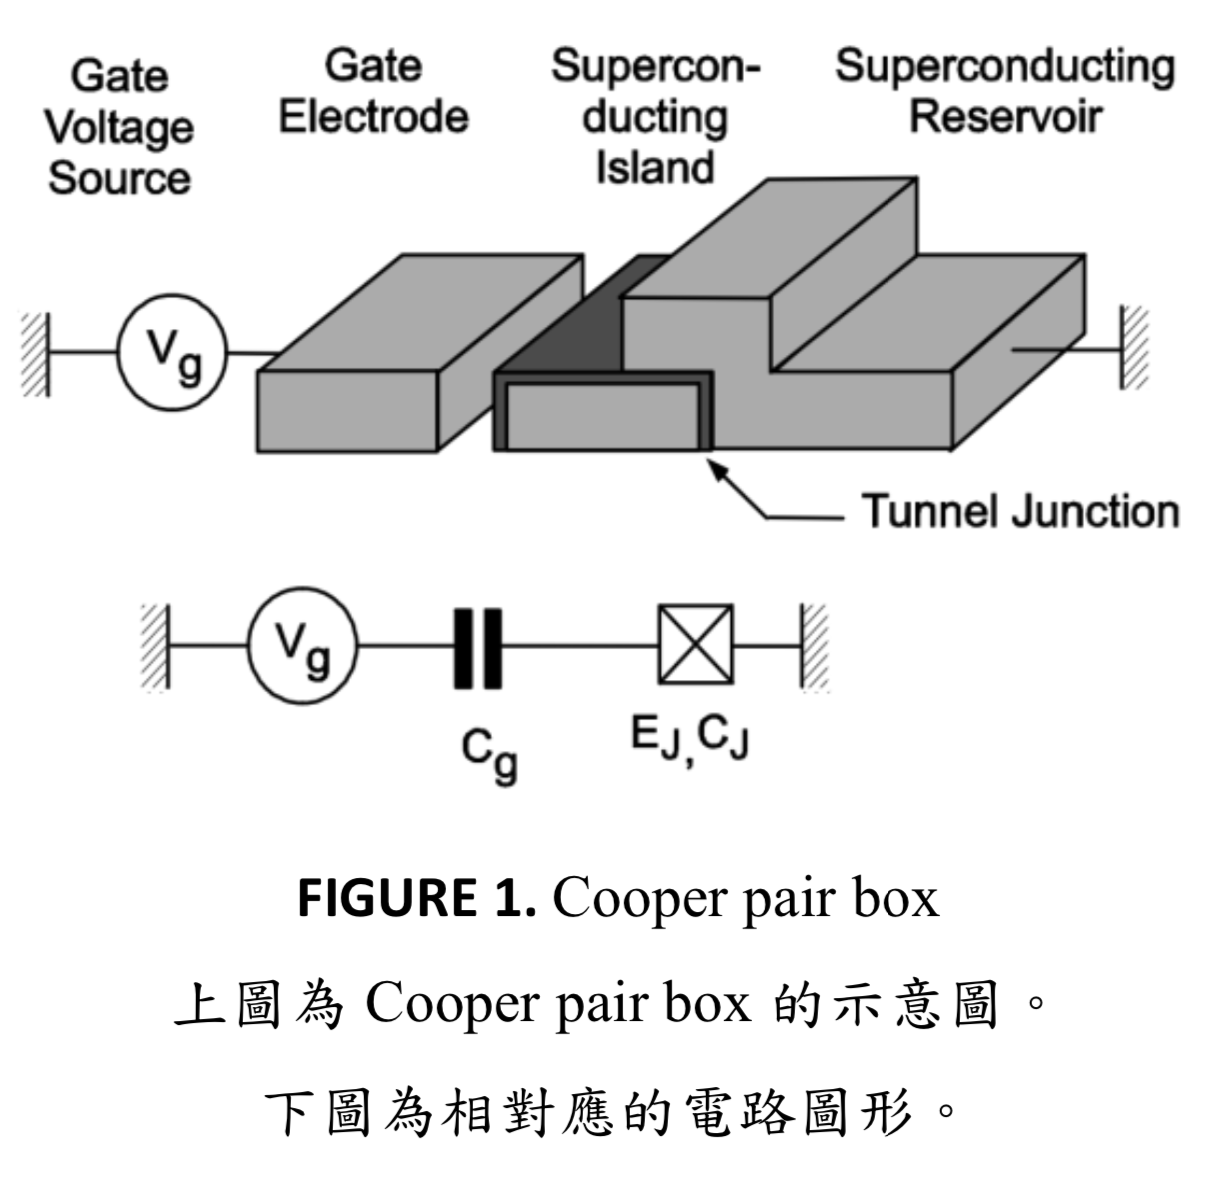 Gate Voltage Source
Gate Electrode
Supercon-
ducting
Island
Superconducting
Reservoir
Vg
Tunnel Junction
Vg
Cg
EJ, CJ
FIGURE 1. Cooper pair box
上圖為 Cooper pair box 的示意圖。
下圖為相對應的電路圖形。